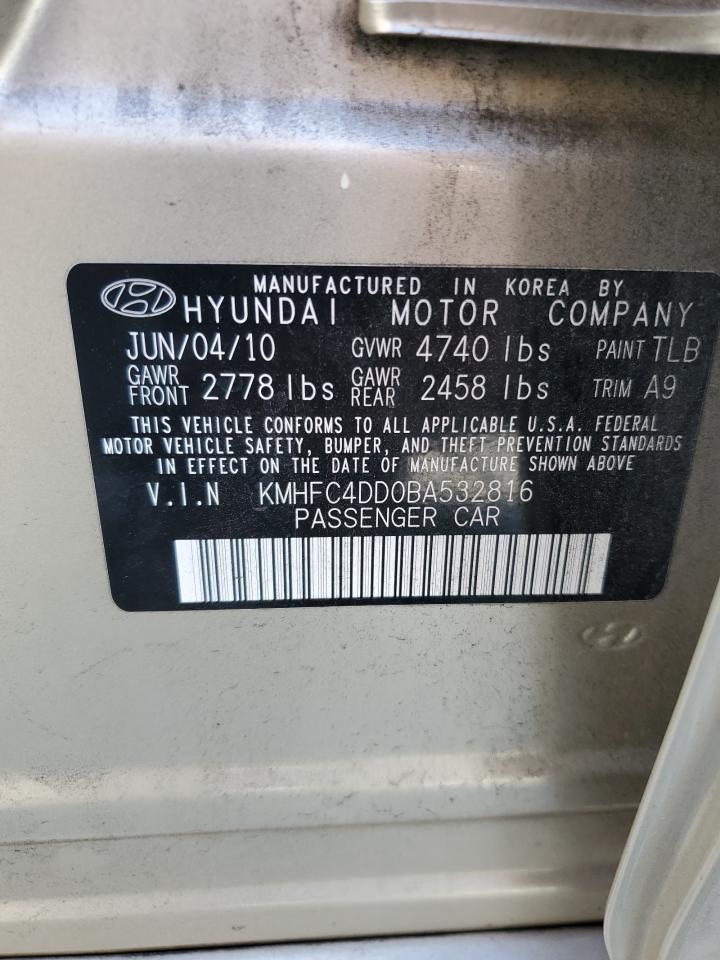 MANUFACTURED IN KOREA BY
HYUNDAI MOTOR COMPANY
JUN/04/10 GVWR 4740 lbs PAINT TLB
GAWR FRONT 2778 lbs GAWR REAR 2458 lbs TRIM A9
THIS VEHICLE CONFORMS TO ALL APPLICABLE U.S.A. FEDERAL
MOTOR VEHICLE SAFETY, BUMPER, AND THEFT PREVENTION STANDARDS
IN EFFECT ON THE DATE OF MANUFACTURE SHOWN ABOVE
V.I.N KMHFC4DD0BA532816
PASSENGER CAR